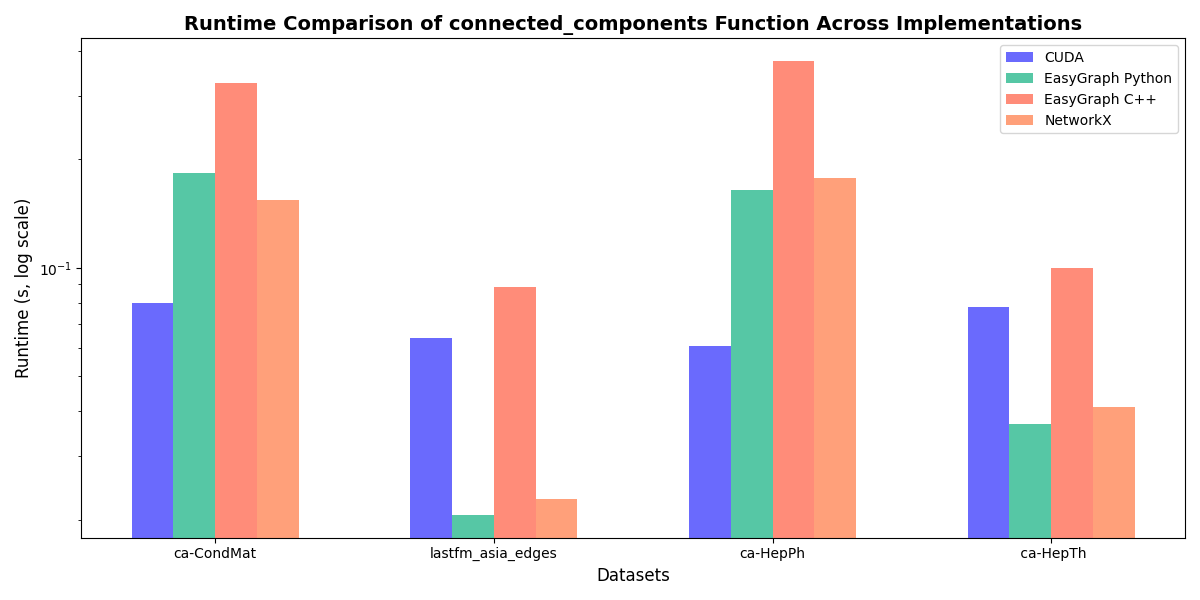 Runtime Comparison of connected_components Function Across Implementations
CUDA
EasyGraph Python
EasyGraph C++
NetworkX
Runtime (s, log scale)
10⁻¹
ca-CondMat
lastfm_asia_edges
ca-HepPh
ca-HepTh
Datasets